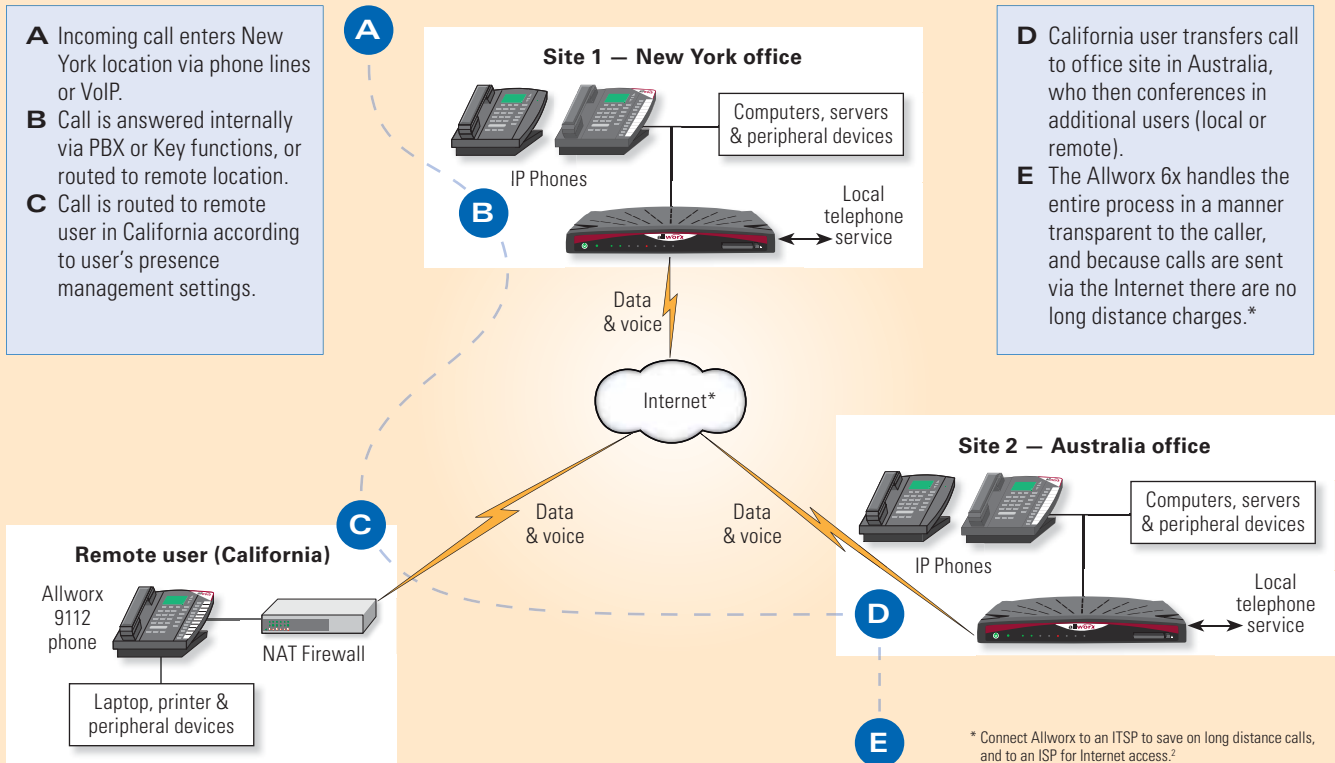 A Incoming call enters New
York location via phone lines
or VoIP.
B Call is answered internally
via PBX or Key functions, or
routed to remote location.
C Call is routed to remote
user in California according
to user's presence
management settings.
A
Site 1 — New York office
Computers, servers
& peripheral devices
IP Phones
B
Local
telephone
service
allworx
Data
& voice
D California user transfers call
to office site in Australia,
who then conferences in
additional users (local or
remote).
E The Allworx 6x handles the
entire process in a manner
transparent to the caller,
and because calls are sent
via the Internet there are no
long distance charges.*
Internet*
Data
& voice
Data
& voice
C
Remote user (California)
Allworx
9112
phone
NAT Firewall
Laptop, printer &
peripheral devices
Site 2 — Australia office
Computers, servers
& peripheral devices
IP Phones
Local
telephone
service
allworx
D
E
* Connect Allworx to an ITSP to save on long distance calls,
and to an ISP for Internet access.²